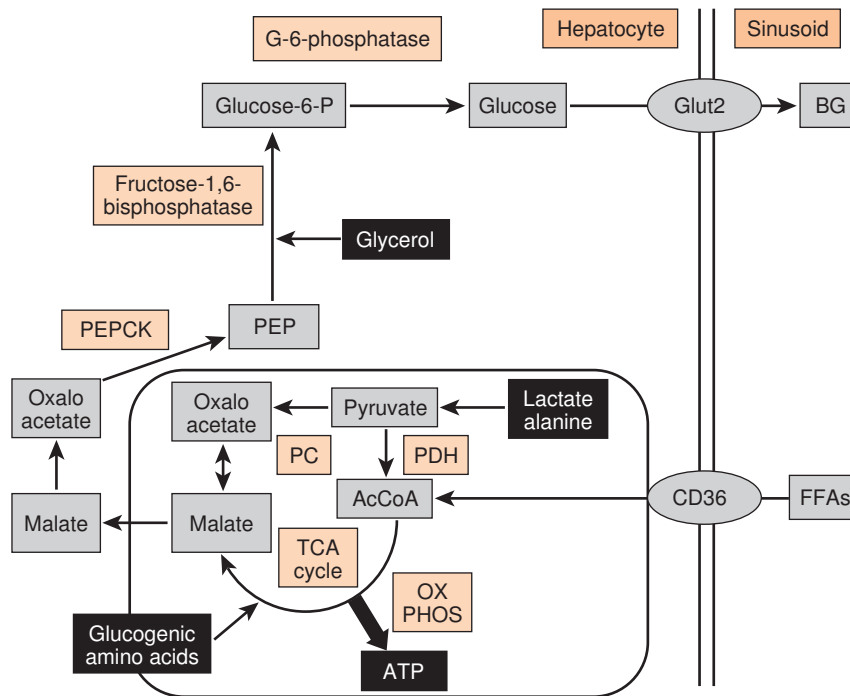 G-6-phosphatase
Hepatocyte
Sinusoid
Glucose-6-P
Glucose
Glut2
BG
Fructose-1,6-
bisphosphatase
Glycerol
PEPCK
PEP
Oxalo
acetate
Oxalo
acetate
Pyruvate
Lactate
alanine
PC
PDH
Malate
Malate
AcCoA
CD36
FFAs
TCA
cycle
OX
PHOS
Glucogenic
amino acids
ATP